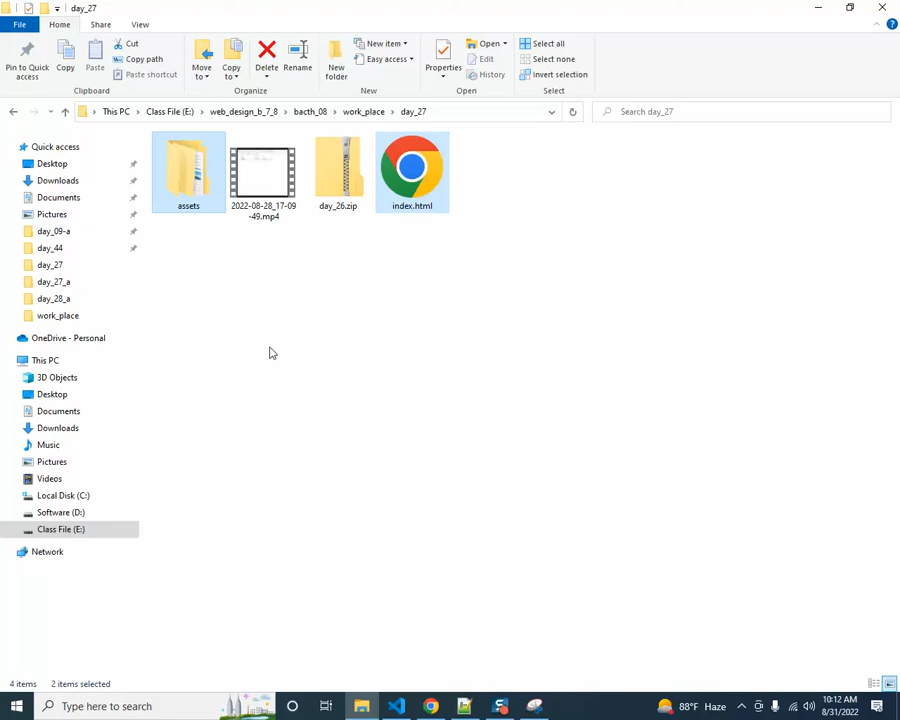 day_27
File Home Share View
Pin to Quick access
Copy
Paste
Cut
Copy path
Paste shortcut
Clipboard
Move to
Copy to
Delete
Rename
Organize
New folder
New item
Easy access
New
Properties
Open
Edit
History
Open
Select all
Select none
Invert selection
Select
This PC Class File (E:) web_design_b_7_8 bacth_08 work_place day_27
Search day_27
Quick access
Desktop
Downloads
Documents
Pictures
day_09-a
day_44
day_27
day_27_a
day_28_a
work_place
OneDrive - Personal
This PC
3D Objects
Desktop
Documents
Downloads
Music
Pictures
Videos
Local Disk (C:)
Software (D:)
Class File (E:)
Network
assets
2022-08-28_17-09
-49.mp4
day_26.zip
index.html
4 items 2 items selected
Type here to search
88°F Haze
10:12 AM
8/31/2022